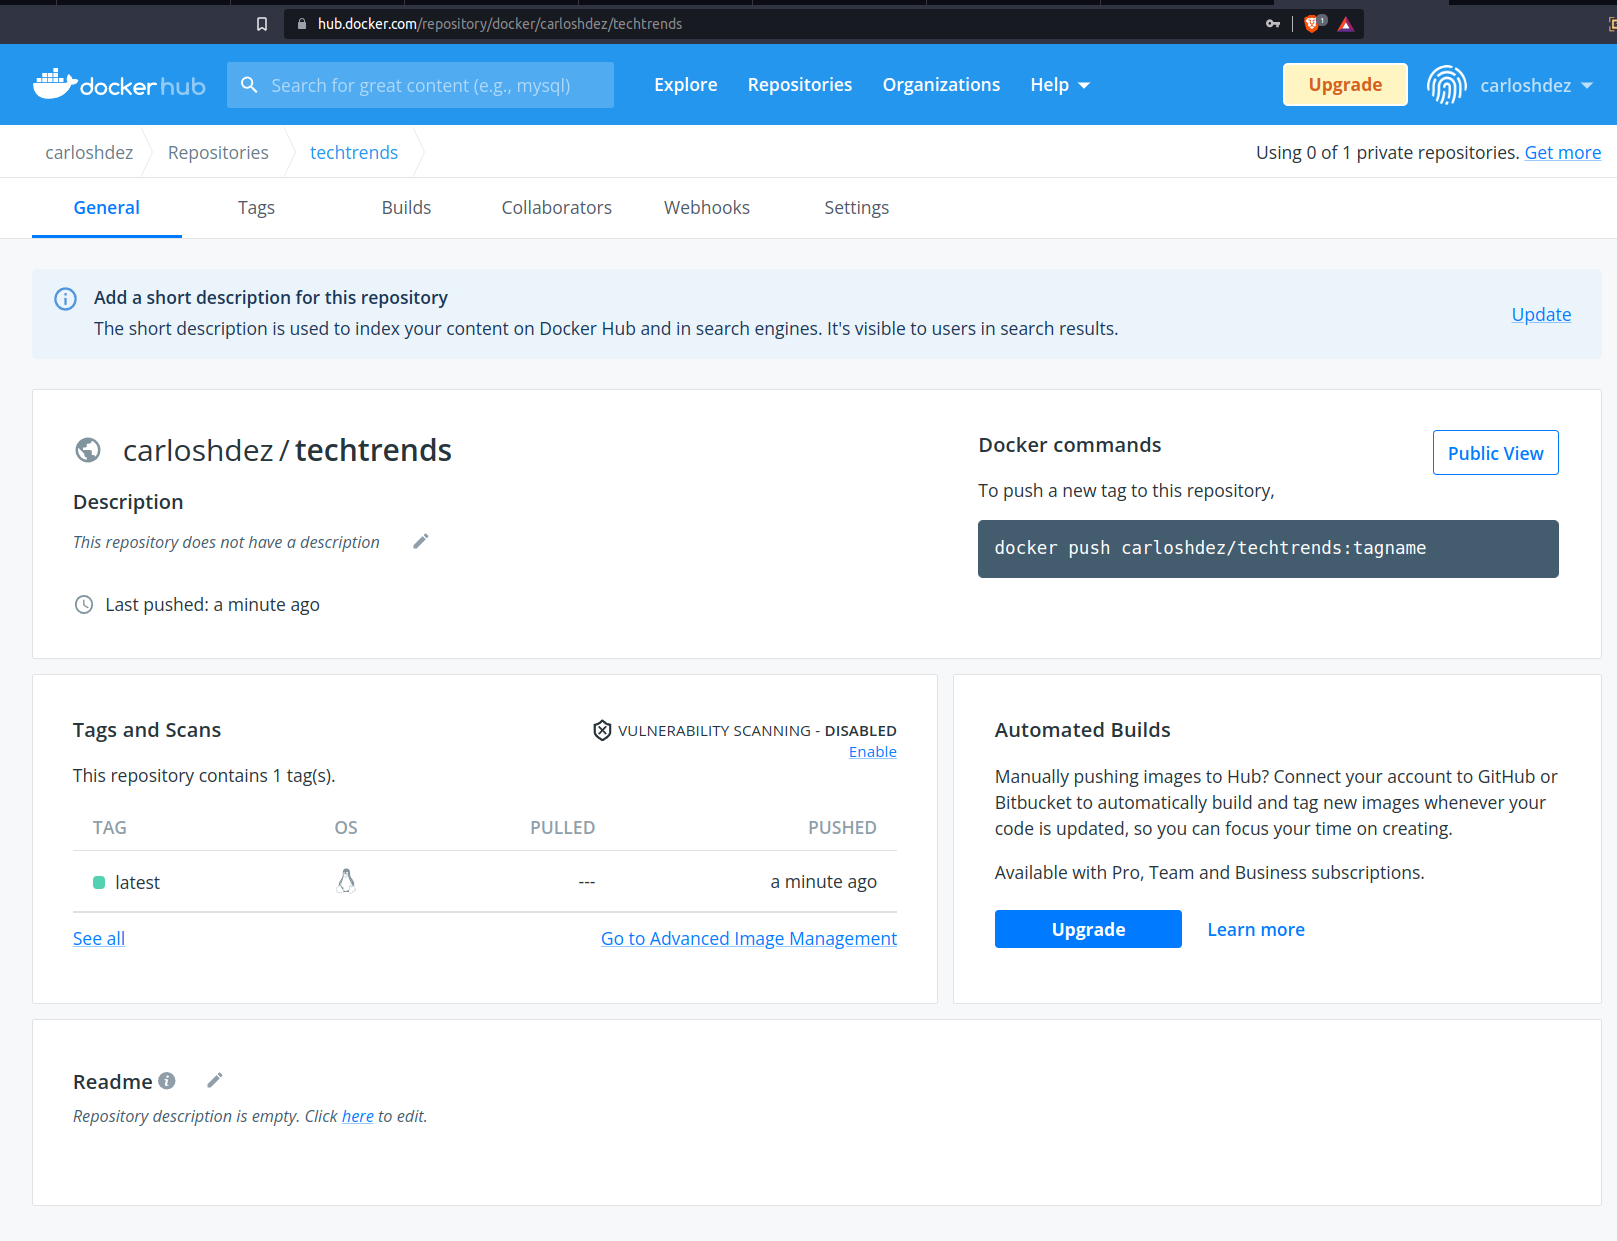 hub.docker.com/repository/docker/carloshdez/techtrends
1
docker hub
Search for great content (e.g., mysql)
Explore
Repositories
Organizations
Help
Upgrade
carloshdez
carloshdez
Repositories
techtrends
Using 0 of 1 private repositories. Get more
General
Tags
Builds
Collaborators
Webhooks
Settings
Add a short description for this repository
The short description is used to index your content on Docker Hub and in search engines. It's visible to users in search results.
Update
carloshdez / techtrends
Description
This repository does not have a description
Last pushed: a minute ago
Docker commands
Public View
To push a new tag to this repository,
docker push carloshdez/techtrends:tagname
Tags and Scans
VULNERABILITY SCANNING - DISABLED
Enable
This repository contains 1 tag(s).
TAG
OS
PULLED
PUSHED
latest
---
a minute ago
See all
Go to Advanced Image Management
Automated Builds
Manually pushing images to Hub? Connect your account to GitHub or
Bitbucket to automatically build and tag new images whenever your
code is updated, so you can focus your time on creating.
Available with Pro, Team and Business subscriptions.
Upgrade
Learn more
Readme
Repository description is empty. Click here to edit.